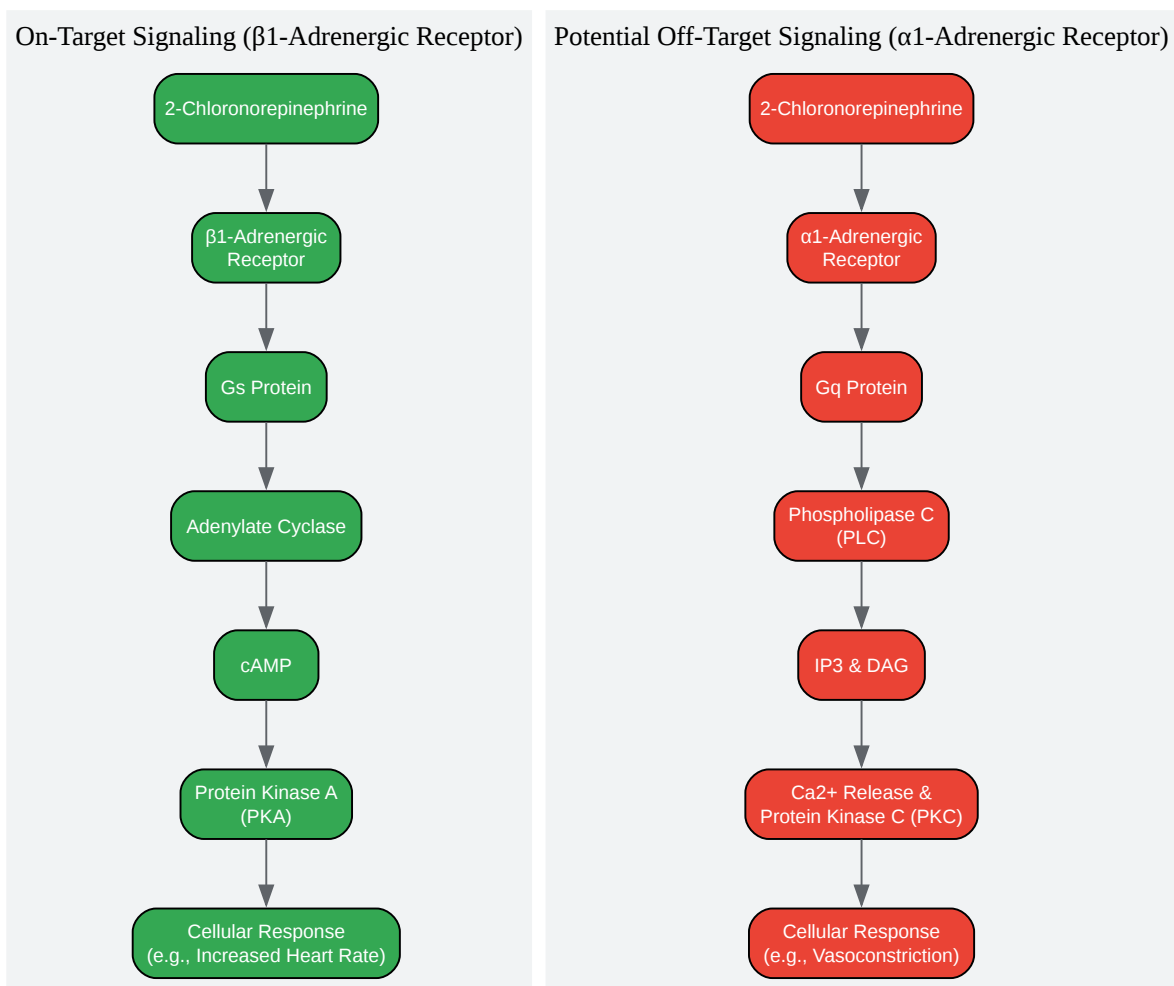 On-Target Signaling (β1-Adrenergic Receptor)
2-Chloronorepinephrine
β1-Adrenergic
Receptor
Gs Protein
Adenylate Cyclase
cAMP
Protein Kinase A
(PKA)
Cellular Response
(e.g., Increased Heart Rate)
Potential Off-Target Signaling (α1-Adrenergic Receptor)
2-Chloronorepinephrine
α1-Adrenergic
Receptor
Gq Protein
Phospholipase C
(PLC)
IP3 & DAG
Ca2+ Release &
Protein Kinase C (PKC)
Cellular Response
(e.g., Vasoconstriction)